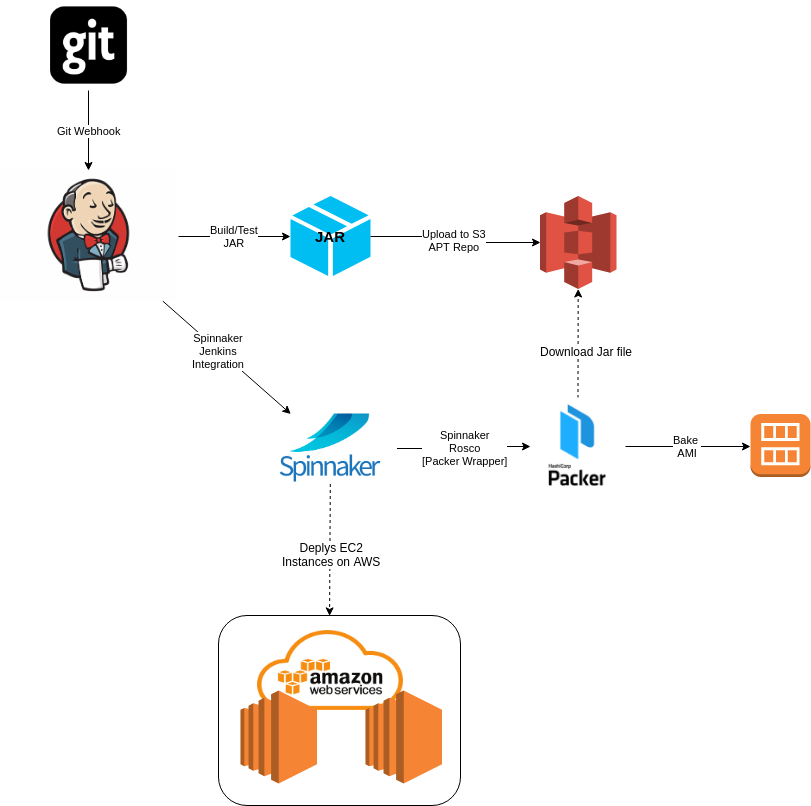 git
Git Webhook
Build/Test
JAR
JAR
Upload to S3
APT Repo
Spinnaker
Jenkins
Integration
Download Jar file
Spinnaker
Spinnaker
Rosco
[Packer Wrapper]
HashiCorp
Packer
Bake
AMI
Deplys EC2
Instances on AWS
amazon
web services